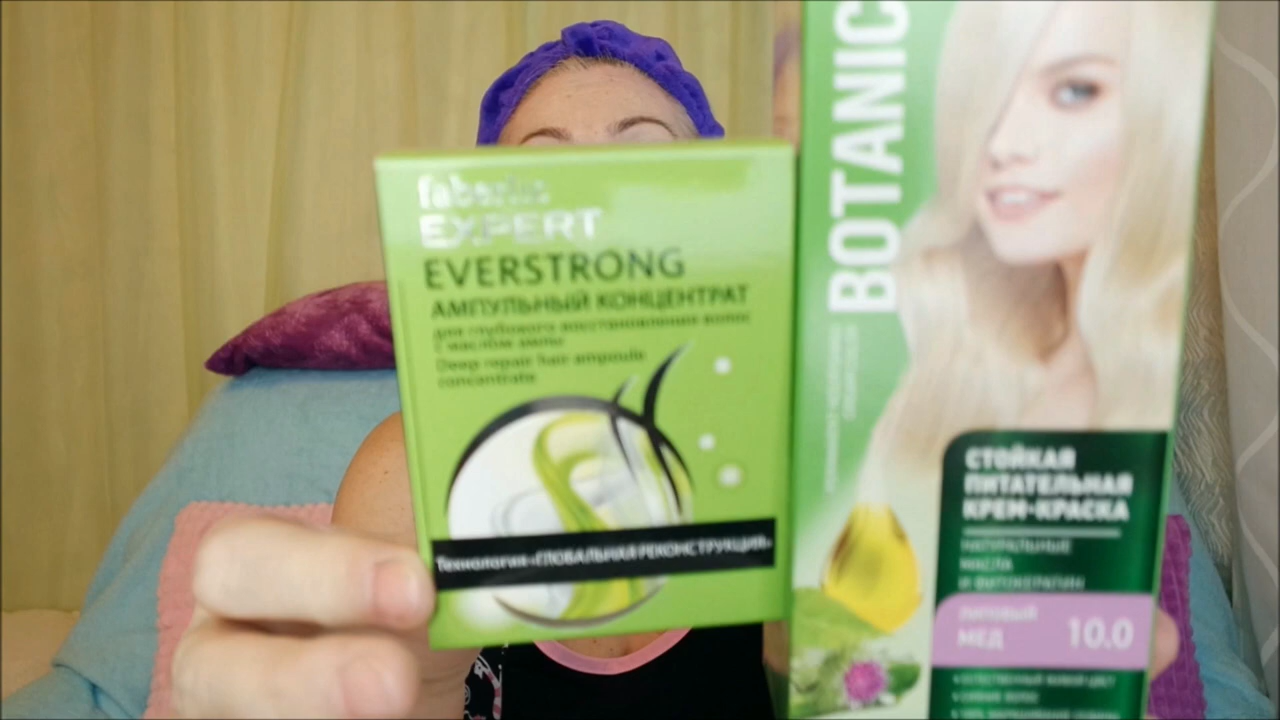 faberlic
EXPERT
EVERSTRONG
АМПУЛЬНЫЙ КОНЦЕНТРАТ
для глубокого восстановления волос
с маслом амлы
Deep repair hair ampoule
concentrate
Технология «ГЛОБАЛЬНАЯ РЕКОНСТРУКЦИЯ»
BOTANIC
СТОЙКАЯ
ПИТАТЕЛЬНАЯ
КРЕМ-КРАСКА
НАТУРАЛЬНЫЕ
МАСЛА
И ФИТОКЕРАТИН
ЛИПОВЫЙ
МЕД 10.0